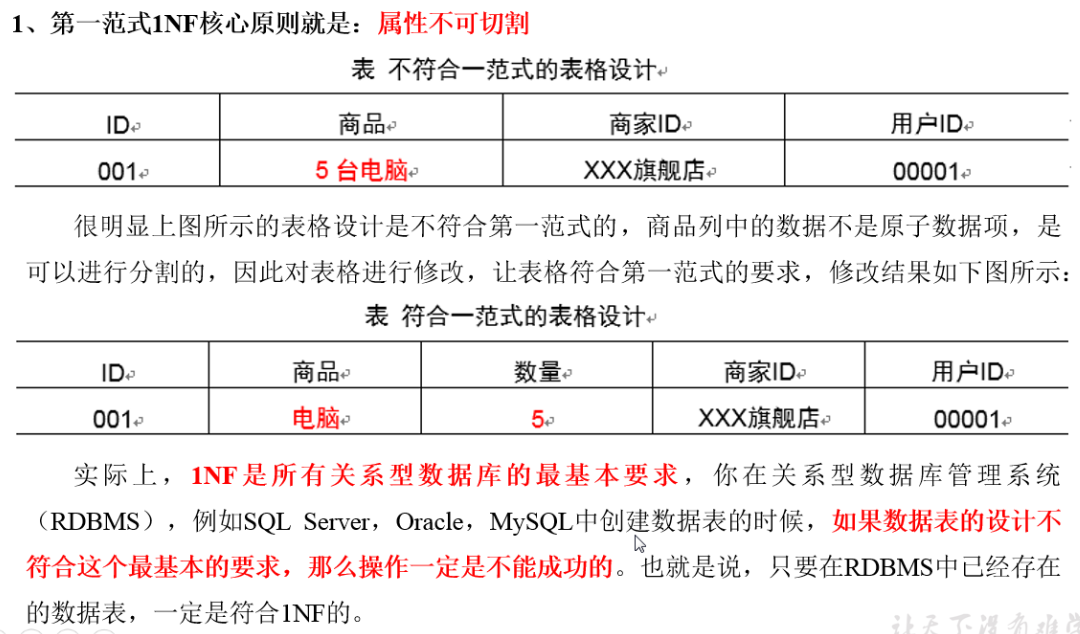 1、第一范式1NF核心原则就是：属性不可切割
表 不符合一范式的表格设计
ID 商品 商家ID 用户ID
001 5 台电脑 XXX旗舰店 00001
很明显上图所示的表格设计是不符合第一范式的，商品列中的数据不是原子数据项，是
可以进行分割的，因此对表格进行修改，让表格符合第一范式的要求，修改结果如下图所示：
表 符合一范式的表格设计
ID 商品 数量 商家ID 用户ID
001 电脑 5 XXX旗舰店 00001
实际上，1NF是所有关系型数据库的最基本要求，你在关系型数据库管理系统
（RDBMS），例如SQL Server，Oracle，MySQL中创建数据表的时候，如果数据表的设计不
符合这个最基本的要求，那么操作一定是不能成功的。也就是说，只要在RDBMS中已经存在
的数据表，一定是符合1NF的。
让天下没有难学